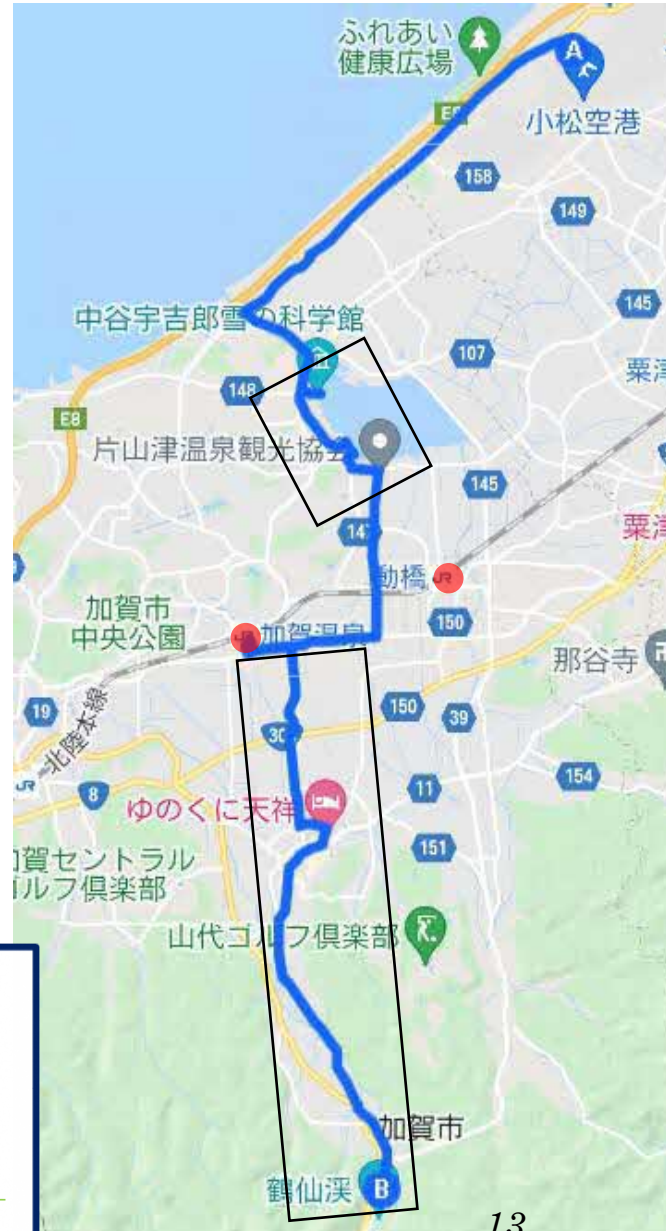 ふれあい
健康広場
A
小松空港
E8
158
149
145
中谷宇吉郎雪の科学館
107
粟津
148
E8
片山津温泉観光協会
145
147
粟津
動橋
JR
加賀市
中央公園
加賀温泉
150
那谷寺
19
北陸本線
JR
8
30
150
39
154
11
ゆのくに天祥
151
加賀セントラル
ゴルフ倶楽部
山代ゴルフ倶楽部
加賀市
鶴仙渓
B
13